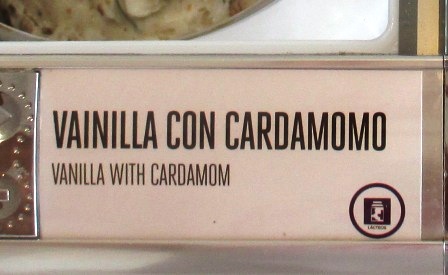 VAINILLA CON CARDAMOMO
VANILLA WITH CARDAMOM
LÁCTEOS